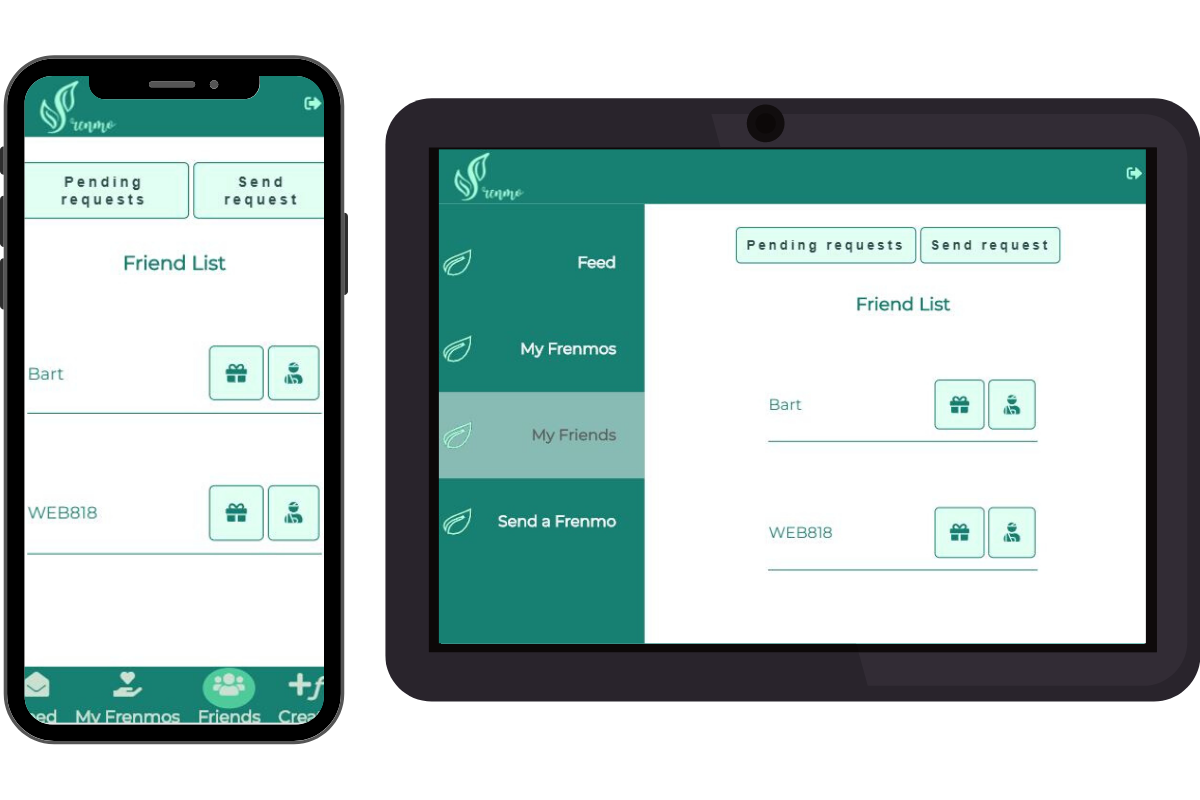 Frenmo
Pending
requests
Send
request
Friend List
Bart
WEB818
ed
My Frenmos
Friends
Crea
Frenmo
Feed
My Frenmos
My Friends
Send a Frenmo
Pending requests
Send request
Friend List
Bart
WEB818